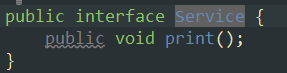 public interface Service {
    public void print();
}